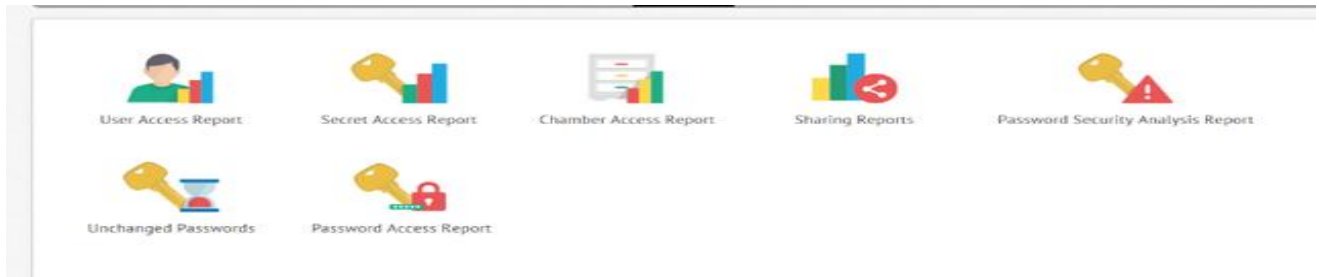 User Access Report
Secret Access Report
Chamber Access Report
Sharing Reports
Password Security Analysis Report
Unchanged Passwords
Password Access Report